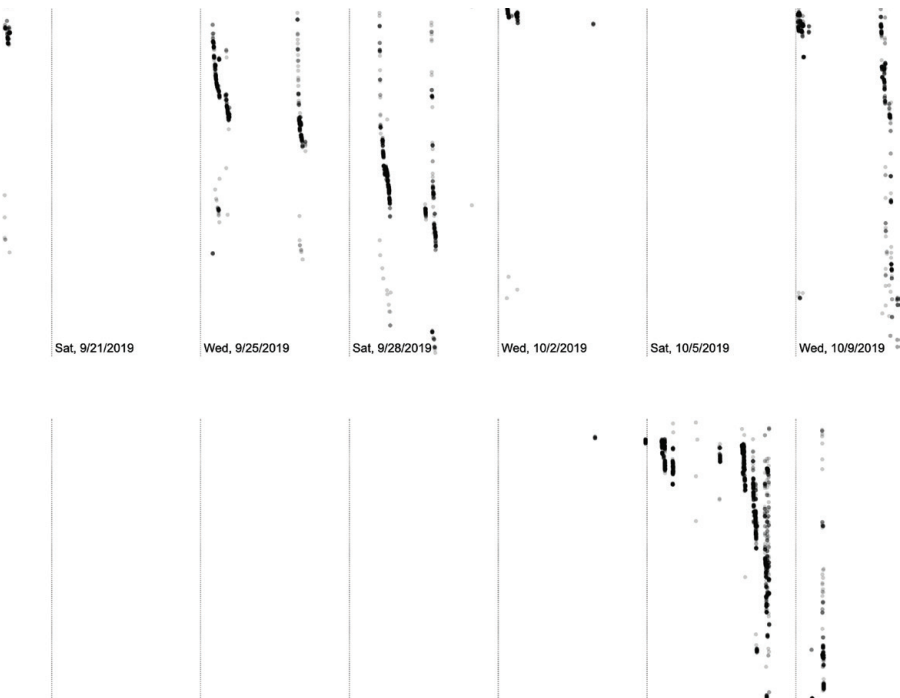 Sat, 9/21/2019
Wed, 9/25/2019
Sat, 9/28/2019
Wed, 10/2/2019
Sat, 10/5/2019
Wed, 10/9/2019